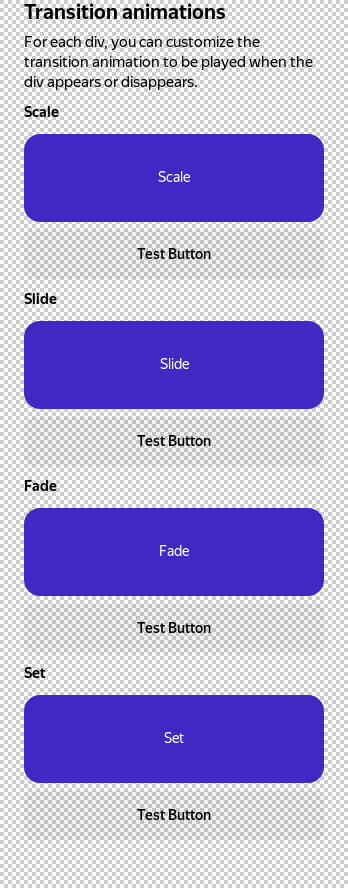 Transition animations
For each div, you can customize the
transition animation to be played when the
div appears or disappears.
Scale
Scale
Test Button
Slide
Slide
Test Button
Fade
Fade
Test Button
Set
Set
Test Button